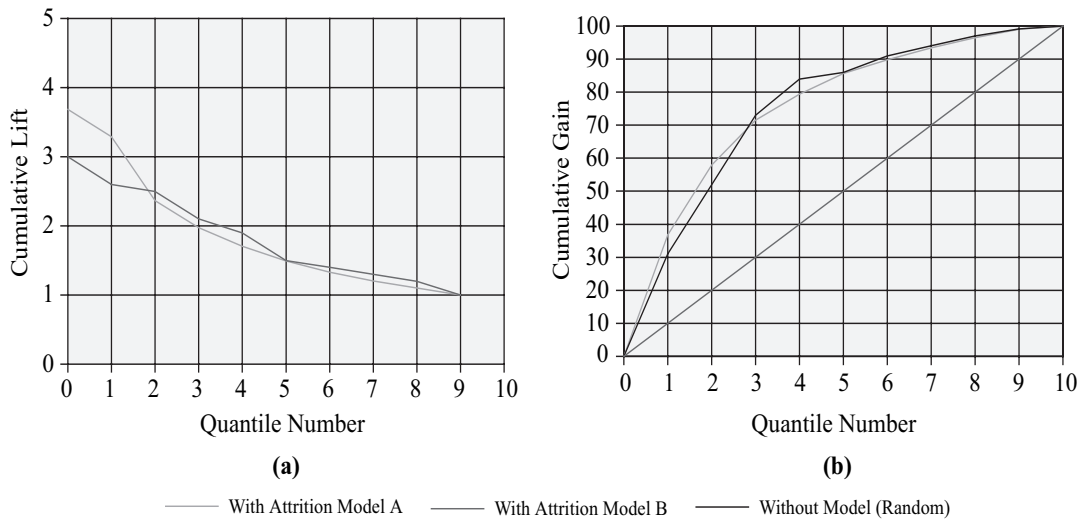 5
4
3
2
1
0
Cumulative Lift
0 1 2 3 4 5 6 7 8 9 10
Quantile Number
(a)
100
90
80
70
60
50
40
30
20
10
0
Cumulative Gain
0 1 2 3 4 5 6 7 8 9 10
Quantile Number
(b)
With Attrition Model A With Attrition Model B Without Model (Random)